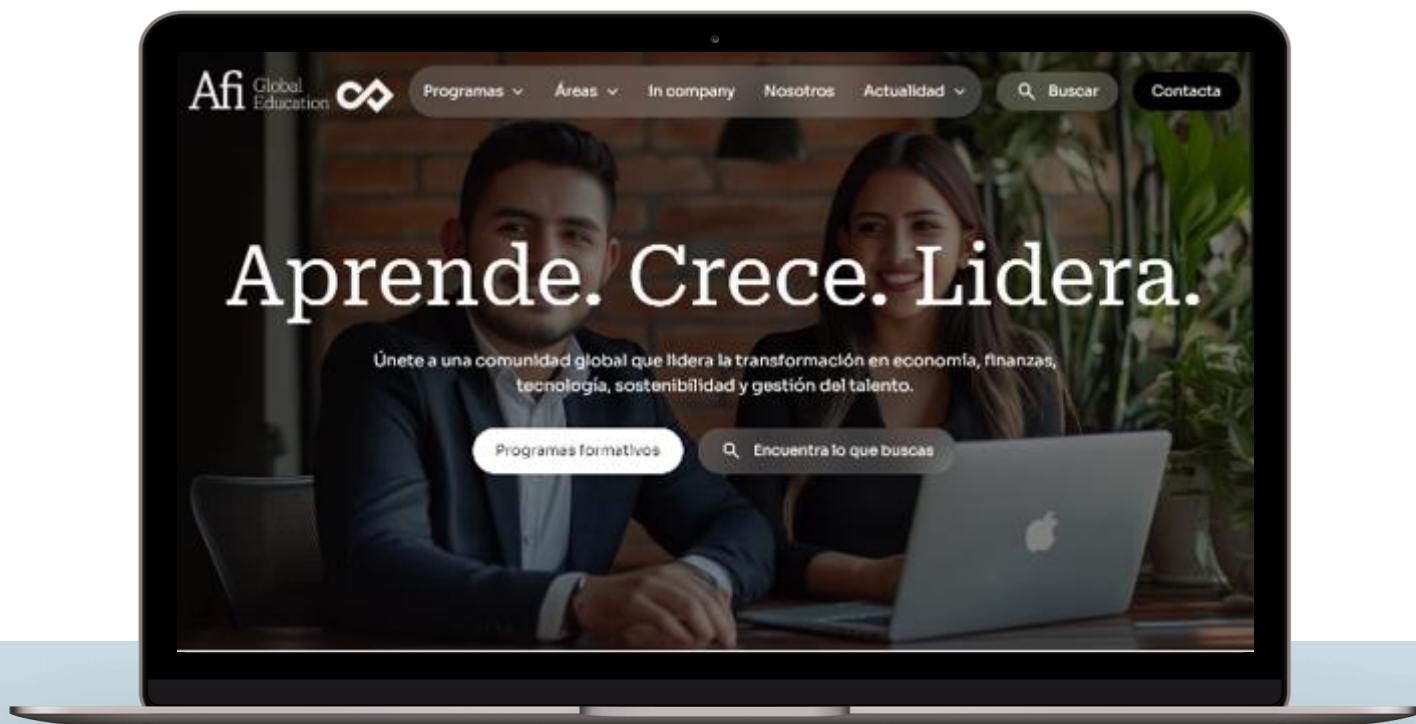 Afi Global Education
Programas
Áreas
In company
Nosotros
Actualidad
Buscar
Contacta
Aprende. Crece. Lidera.
Únete a una comunidad global que lidera la transformación en economía, finanzas,
tecnología, sostenibilidad y gestión del talento.
Programas formativos
Encuentra lo que buscas